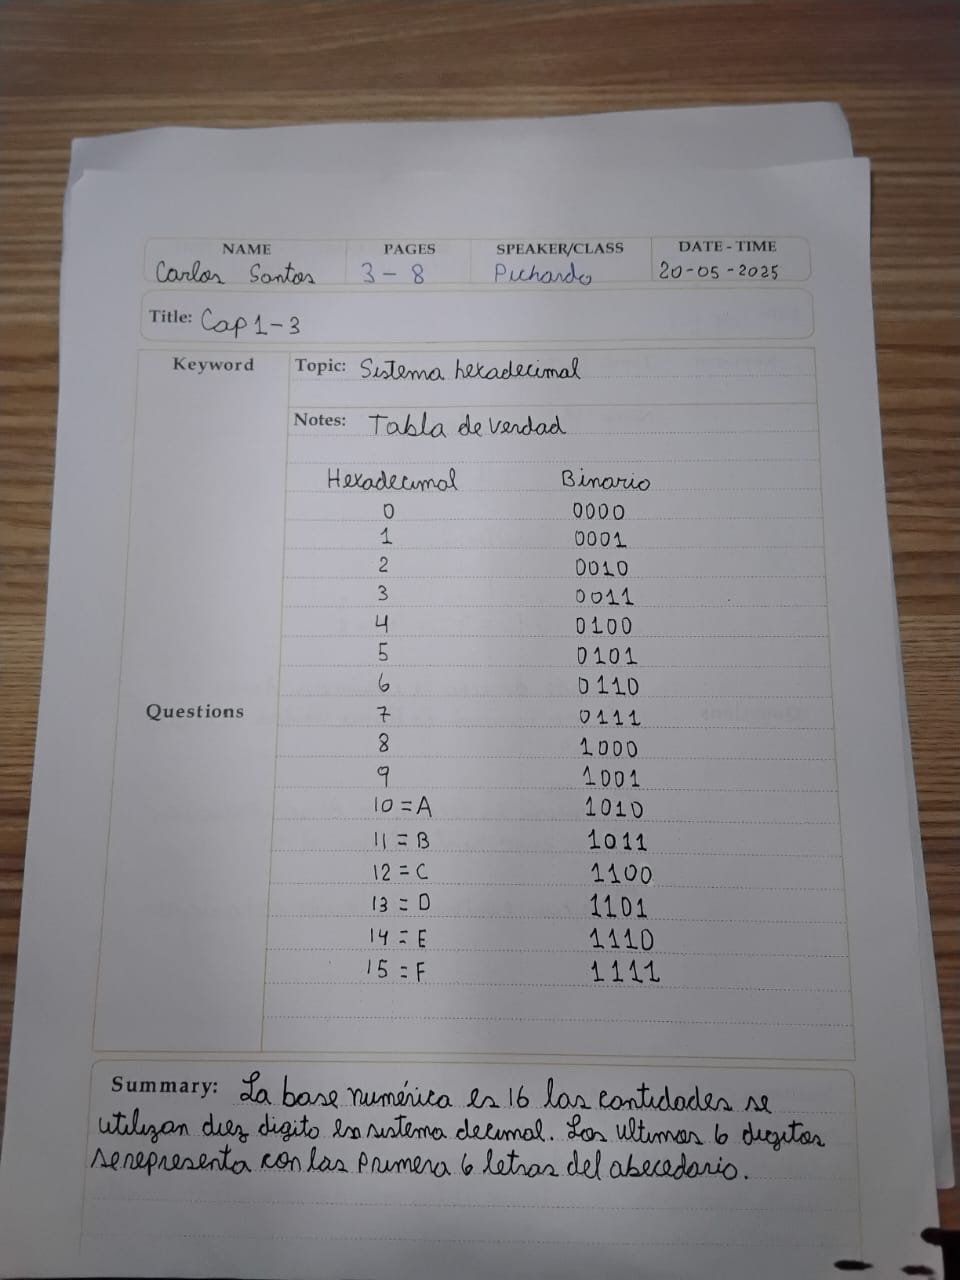 NAME PAGES SPEAKER/CLASS DATE - TIME
Carlos Santos 3 - 8 Pichardo 20-05-2025
Title: Cap 1-3
Keyword Topic: Sistema hexadecimal
Notes: Tabla de verdad
Hexadecimal Binario
0 0000
1 0001
2 0010
3 0011
4 0100
5 0101
6 0110
Questions 7 0111
8 1000
9 1001
10 = A 1010
11 = B 1011
12 = C 1100
13 = D 1101
14 = E 1110
15 = F 1111
Summary: La base numérica es 16 las cantidades se
utilizan diez digito en sistema decimal. Los ultimos 6 digitos
se representa con las primera 6 letras del abecedario.